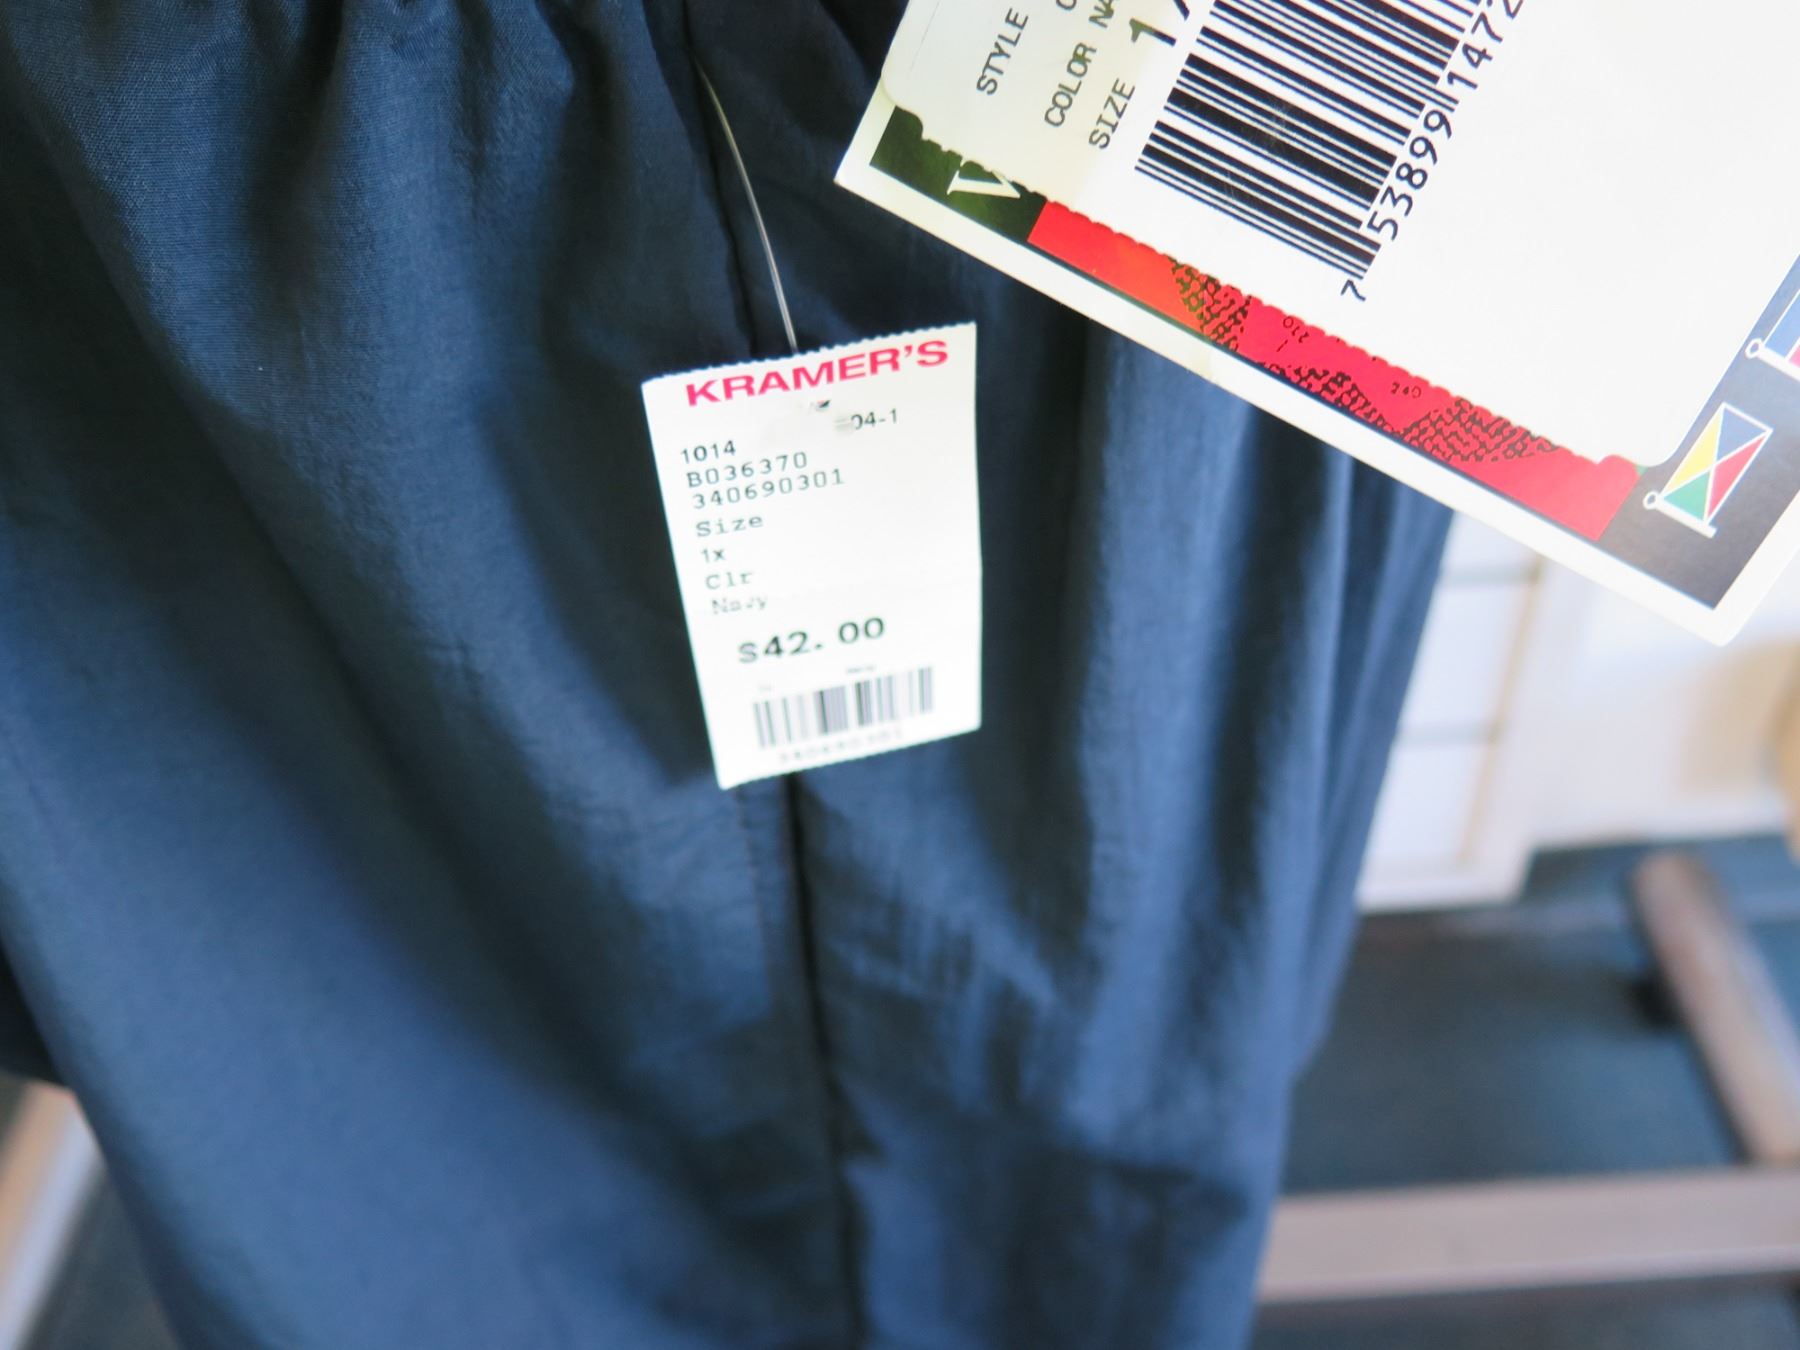 KRAMER'S
04-1
1014
B036370
340690301
Size
1x
Clr
Navy
$42.00
STYLE
COLOR NA
SIZE 1
7 53899 1472
V